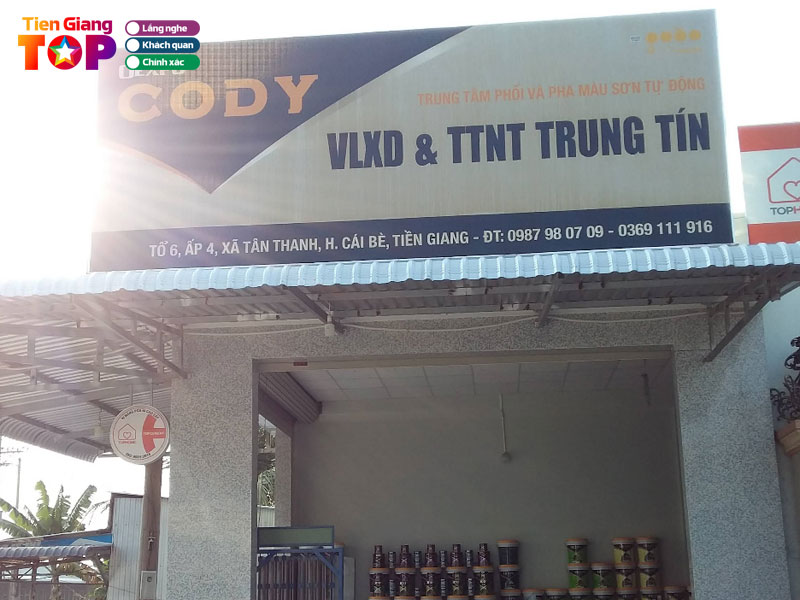 Tien Giang
TOP
Lắng nghe
Khách quan
Chính xác
CODY
TRUNG TÂM PHỐI VÀ PHA MÀU SƠN TỰ ĐỘNG
VLXD & TTNT TRUNG TÍN
TỔ 6, ẤP 4, XÃ TÂN THANH, H. CÁI BÈ, TIỀN GIANG - ĐT: 0987 98 07 09 - 0369 111 916